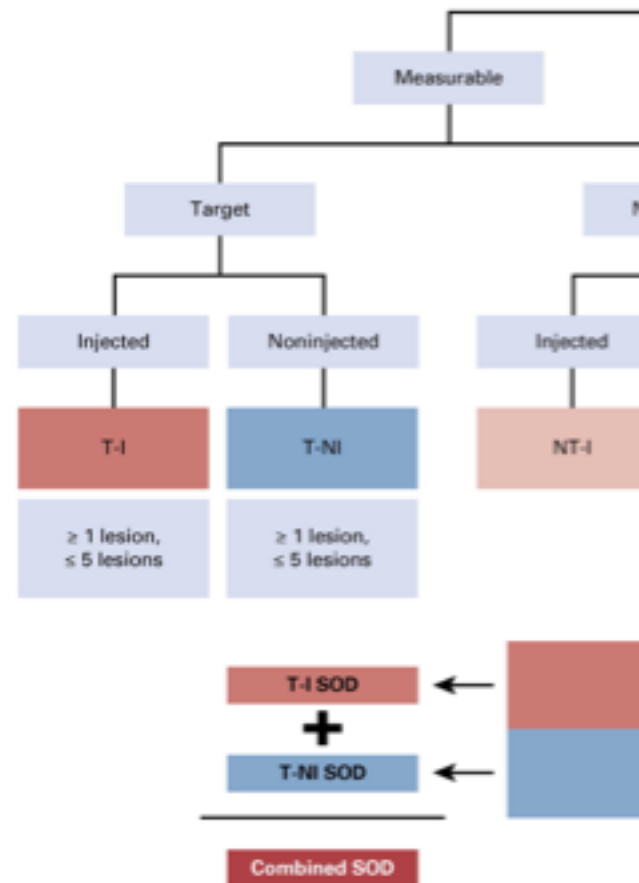 Measurable
Target
N
Injected
Noninjected
Injected
T-I
T-NI
NT-I
≥ 1 lesion,
≤ 5 lesions
≥ 1 lesion,
≤ 5 lesions
T-I SOD
+
T-NI SOD
Combined SOD